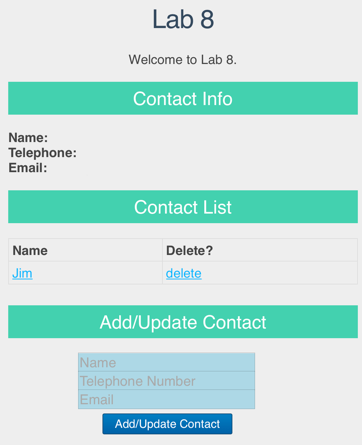 Lab 8
Welcome to Lab 8.
Contact Info
Name:
Telephone:
Email:
Contact List
Name Delete?
Jim delete
Add/Update Contact
Name
Telephone Number
Email
Add/Update Contact